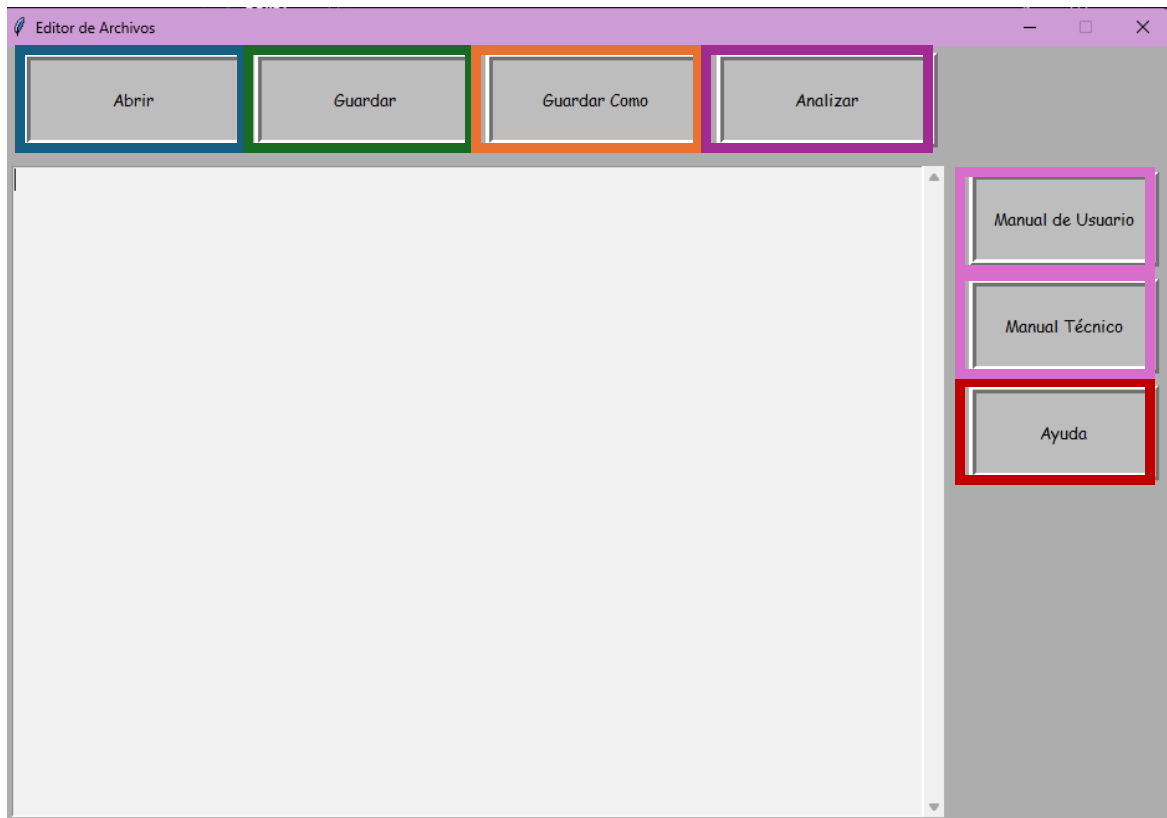 Editor de Archivos
Abrir
Guardar
Guardar Como
Analizar
Manual de Usuario
Manual Técnico
Ayuda